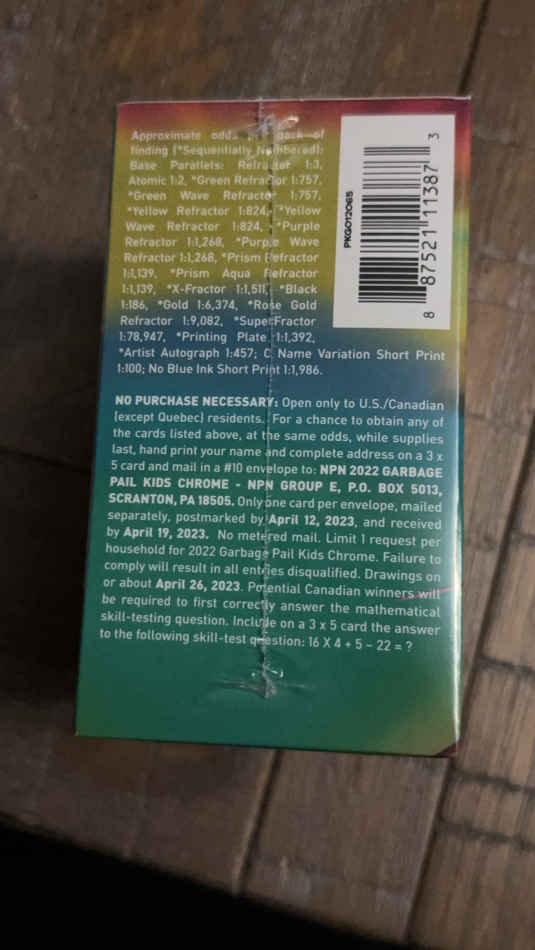 Approximate odds pack of
finding (*Sequentially Numbered):
Base Parallels: Refractor 1:3,
Atomic 1:2, *Green Refractor 1:757,
*Green Wave Refractor 1:757,
*Yellow Refractor 1:824, *Yellow
Wave Refractor 1:824, *Purple
Refractor 1:1,268, *Purple Wave
Refractor 1:1,268, *Prism Refractor
1:1,139, *Prism Aqua Refractor
1:1,139, *X-Fractor 1:1,511, *Black
1:186, *Gold 1:6,374, *Rose Gold
Refractor 1:9,082, *SuperFractor
1:78,947, *Printing Plate 1:1,392,
*Artist Autograph 1:457; C Name Variation Short Print
1:100; No Blue Ink Short Print 1:1,986.
NO PURCHASE NECESSARY: Open only to U.S./Canadian
(except Quebec) residents. For a chance to obtain any of
the cards listed above, at the same odds, while supplies
last, hand print your name and complete address on a 3 x
5 card and mail in a #10 envelope to: NPN 2022 GARBAGE
PAIL KIDS CHROME - NPN GROUP E, P.O. BOX 5013,
SCRANTON, PA 18505. Only one card per envelope, mailed
separately, postmarked by April 12, 2023, and received
by April 19, 2023. No metered mail. Limit 1 request per
household for 2022 Garbage Pail Kids Chrome. Failure to
comply will result in all entries disqualified. Drawings on
or about April 26, 2023. Potential Canadian winners will
be required to first correctly answer the mathematical
skill-testing question. Include on a 3 x 5 card the answer
to the following skill-test question: 16 X 4 + 5 – 22 = ?
PKGO12065
8 87521 11387 3